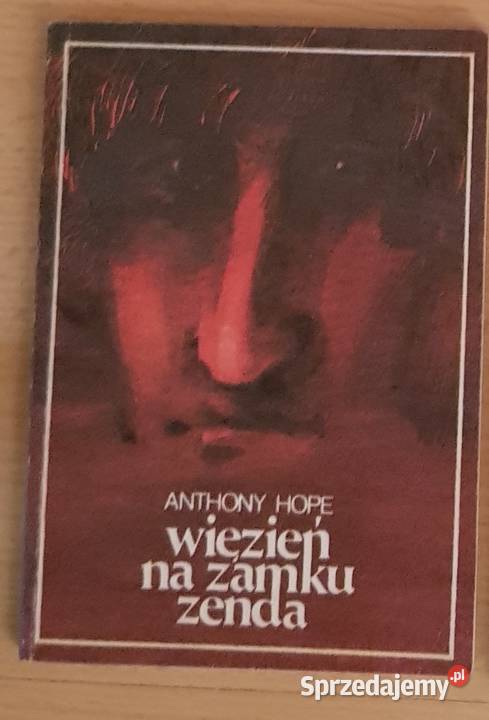 ANTHONY HOPE
więzień
na zamku
zenda
Sprzedajemy.pl